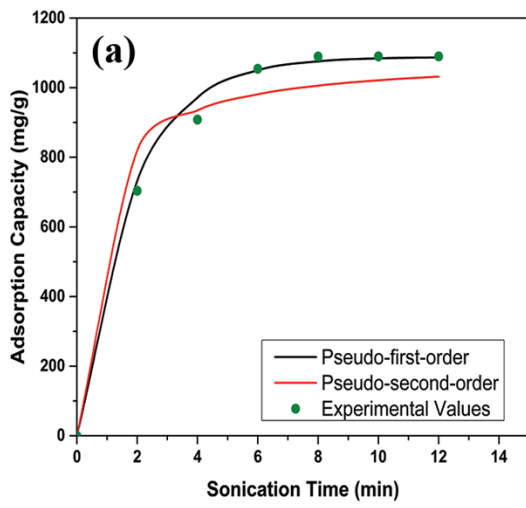 (a)
1200
1000
800
600
400
200
0
Adsorption Capacity (mg/g)
Pseudo-first-order
Pseudo-second-order
Experimental Values
0 2 4 6 8 10 12 14
Sonication Time (min)